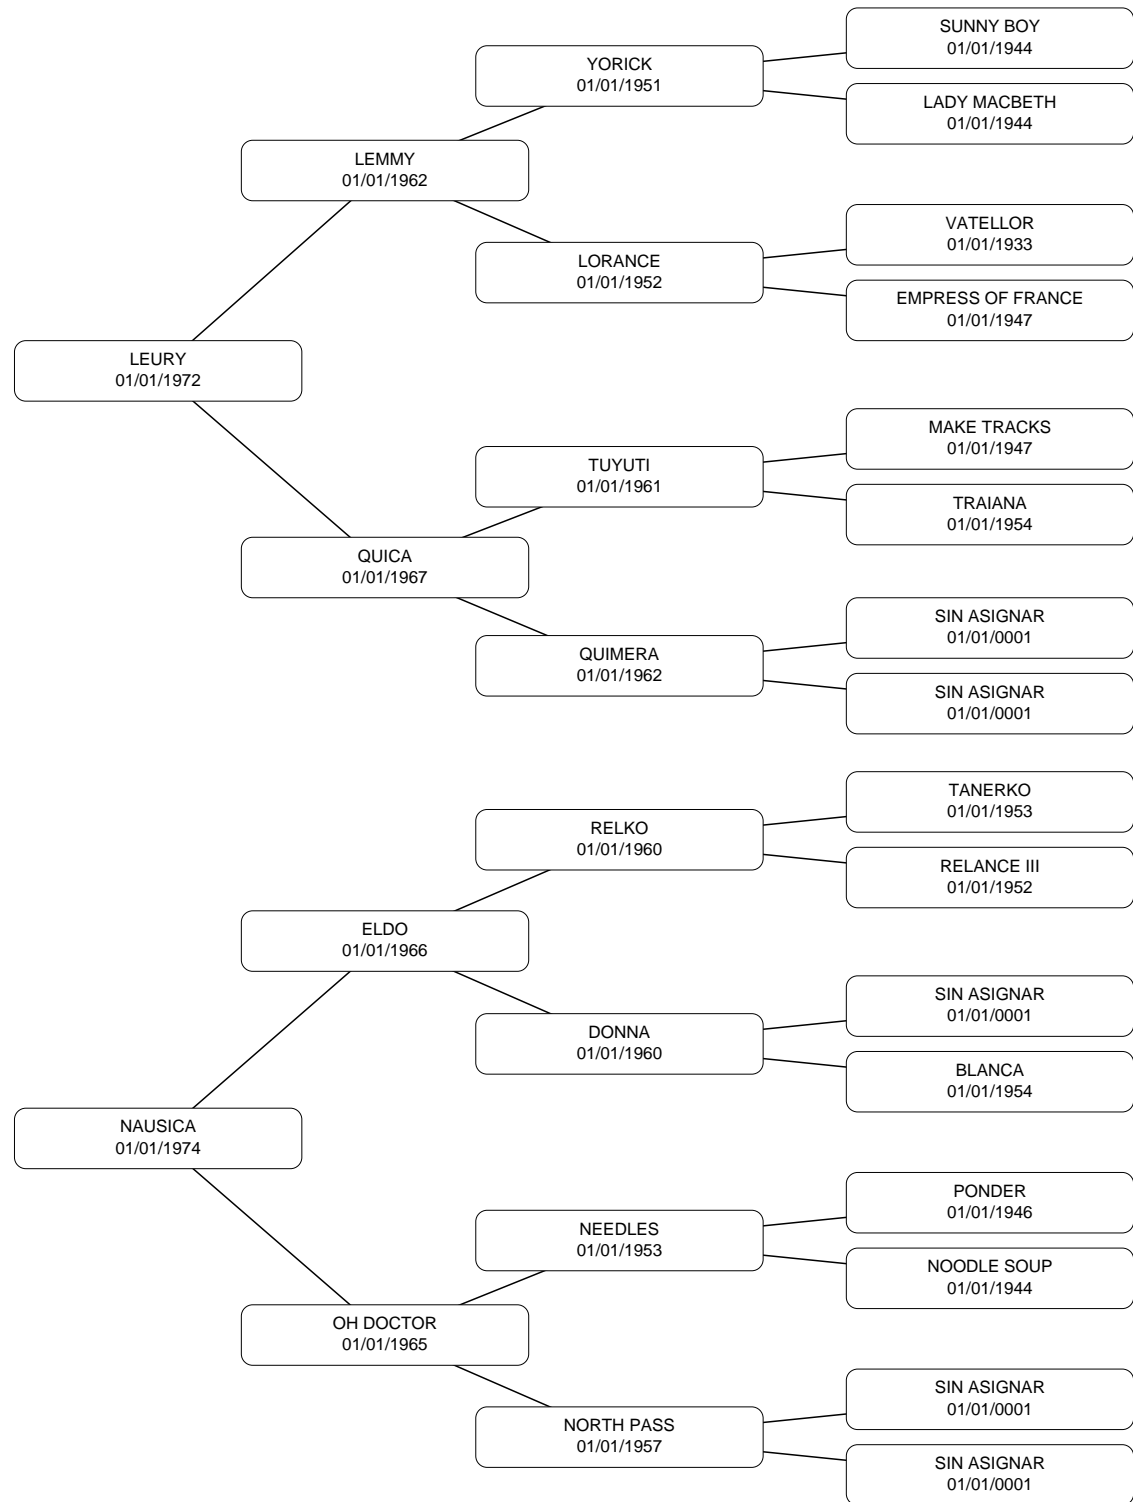 SUNNY BOY
01/01/1944
YORICK
01/01/1951
LADY MACBETH
01/01/1944
LEMMY
01/01/1962
VATELLOR
01/01/1933
LORANCE
01/01/1952
EMPRESS OF FRANCE
01/01/1947
LEURY
01/01/1972
MAKE TRACKS
01/01/1947
TUYUTI
01/01/1961
TRAIANA
01/01/1954
QUICA
01/01/1967
SIN ASIGNAR
01/01/0001
QUIMERA
01/01/1962
SIN ASIGNAR
01/01/0001
TANERKO
01/01/1953
RELKO
01/01/1960
RELANCE III
01/01/1952
ELDO
01/01/1966
SIN ASIGNAR
01/01/0001
DONNA
01/01/1960
BLANCA
01/01/1954
NAUSICA
01/01/1974
PONDER
01/01/1946
NEEDLES
01/01/1953
NOODLE SOUP
01/01/1944
OH DOCTOR
01/01/1965
SIN ASIGNAR
01/01/0001
NORTH PASS
01/01/1957
SIN ASIGNAR
01/01/0001